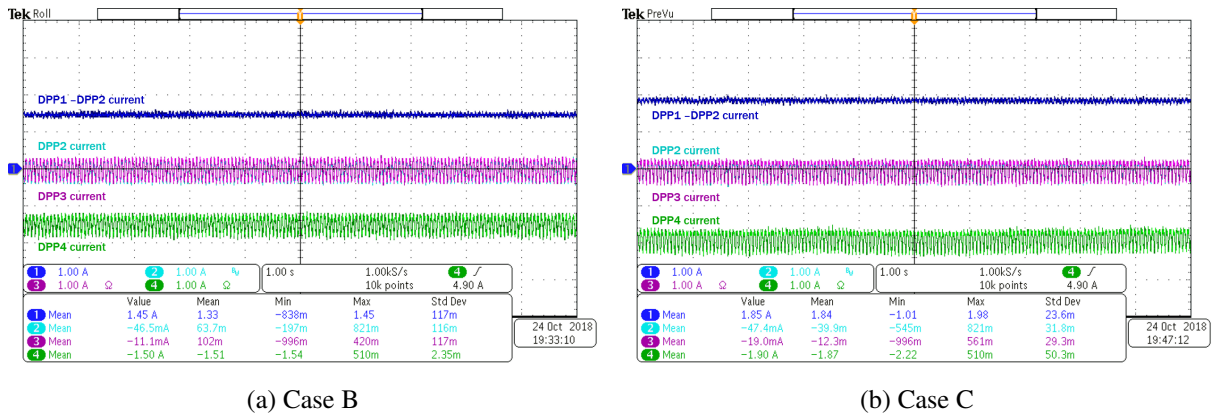 Tek Roll
DPP1 –DPP2 current
DPP2 current
DPP3 current
DPP4 current
1
1 1.00 A 2 1.00 A
3 1.00 A Ω 4 1.00 A Ω
1.00 s 1.00kS/s 4
10k points 4.90 A
Value Mean Min Max Std Dev
1 Mean 1.45 A 1.33 −838m 1.45 117m
2 Mean −46.5mA 63.7m −197m 821m 116m
3 Mean −11.1mA 102m −996m 420m 117m
4 Mean −1.50 A −1.51 −1.54 510m 2.35m
24 Oct 2018
19:33:10
(a) Case B
Tek PreVu
DPP1 –DPP2 current
DPP2 current
DPP3 current
DPP4 current
1
1 1.00 A 2 1.00 A
3 1.00 A Ω 4 1.00 A Ω
1.00 s 1.00kS/s 4
10k points 4.90 A
Value Mean Min Max Std Dev
1 Mean 1.85 A 1.84 −1.01 1.98 23.6m
2 Mean −47.4mA −39.9m −545m 821m 31.8m
3 Mean −19.0mA −12.3m −996m 561m 29.3m
4 Mean −1.90 A −1.87 −2.22 510m 50.3m
24 Oct 2018
19:47:12
(b) Case C